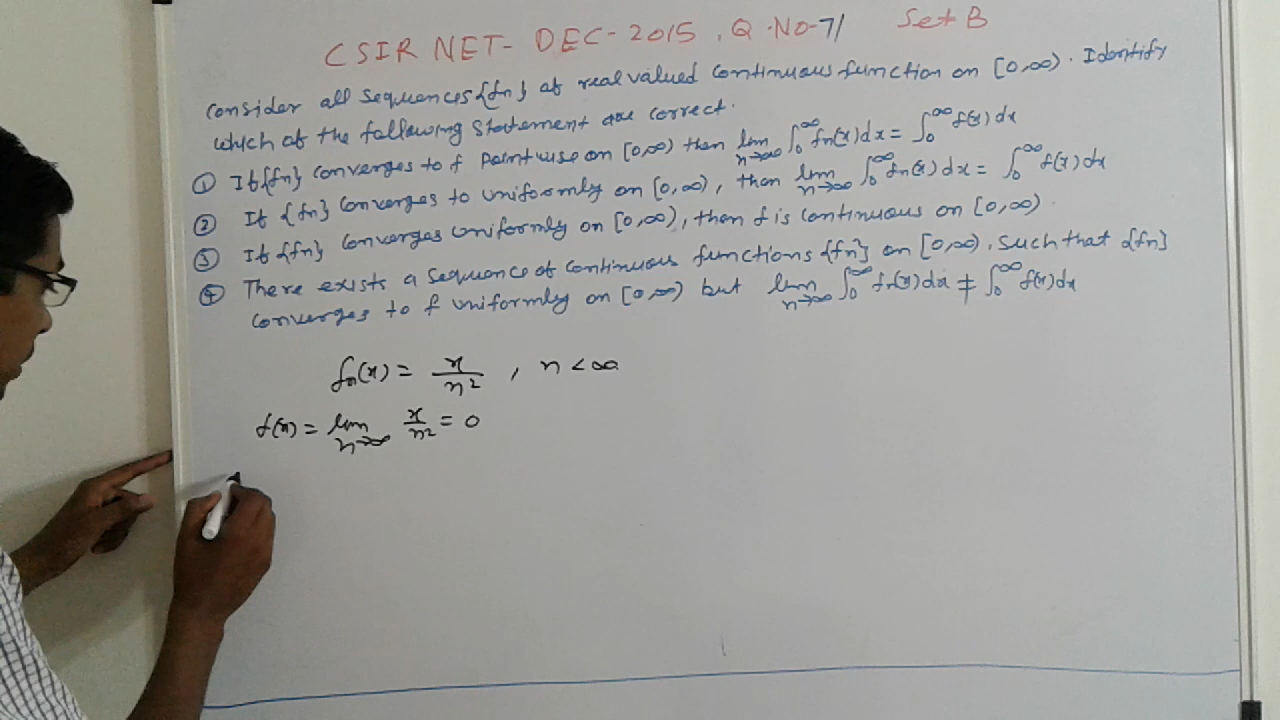 CSIR NET- DEC-2015, Q.NO-71 Set B
Consider all sequences {fn} of real valued continuous function on [0,∞). Identify
which of the following statement are correct.
① If {fn} converges to f pointwise on [0,∞) then lim n→∞ ∫₀^∞ fn(x)dx = ∫₀^∞ f(x)dx
② If {fn} converges to uniformly on [0,∞), then lim n→∞ ∫₀^∞ fn(x)dx = ∫₀^∞ f(x)dx
③ If {fn} converges uniformly on [0,∞), then f is continuous on [0,∞).
④ There exists a sequence of continuous functions {fn} on [0,∞), such that {fn}
converges to f uniformly on [0,∞) but lim n→∞ ∫₀^∞ fn(x)dx ≠ ∫₀^∞ f(x)dx
fn(x) = x/n², n<∞
f(x) = lim n→∞ x/n² = 0